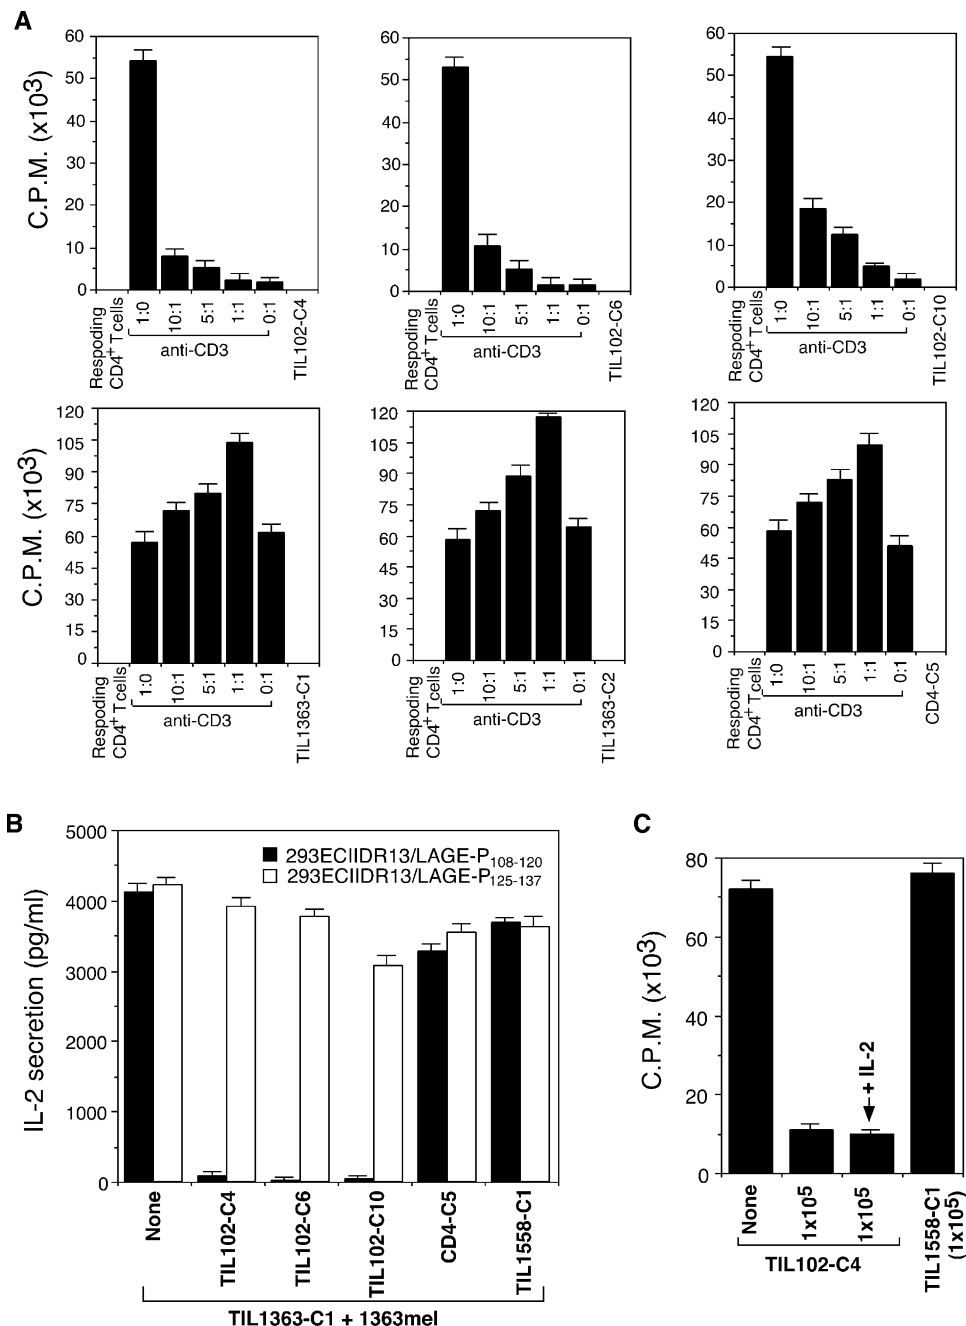 A
60
50
40
30
20
10
0
C.P.M. (x10³)
Respoding
CD4⁺ T cells
1:0
10:1
5:1
1:1
0:1
anti-CD3
TIL102-C4
60
50
40
30
20
10
0
Respoding
CD4⁺ T cells
1:0
10:1
5:1
1:1
0:1
anti-CD3
TIL102-C6
60
50
40
30
20
10
0
Respoding
CD4⁺ T cells
1:0
10:1
5:1
1:1
0:1
anti-CD3
TIL102-C10
120
105
90
75
60
45
30
15
0
C.P.M. (x10³)
Respoding
CD4⁺ T cells
1:0
10:1
5:1
1:1
0:1
anti-CD3
TIL1363-C1
120
105
90
75
60
45
30
15
0
Respoding
CD4⁺ T cells
1:0
10:1
5:1
1:1
0:1
anti-CD3
TIL1363-C2
120
105
90
75
60
45
30
15
0
Respoding
CD4⁺ T cells
1:0
10:1
5:1
1:1
0:1
anti-CD3
CD4-C5
B
5000
4000
3000
2000
1000
0
IL-2 secretion (pg/ml)
293ECIIDR13/LAGE-P₁₀₈₋₁₂₀
293ECIIDR13/LAGE-P₁₂₅₋₁₃₇
None
TIL102-C4
TIL102-C6
TIL102-C10
CD4-C5
TIL1558-C1
TIL1363-C1 + 1363mel
C
80
60
40
20
0
C.P.M. (x10³)
+ IL-2
None
1x10⁵
1x10⁵
TIL102-C4
TIL1558-C1
(1x10⁵)